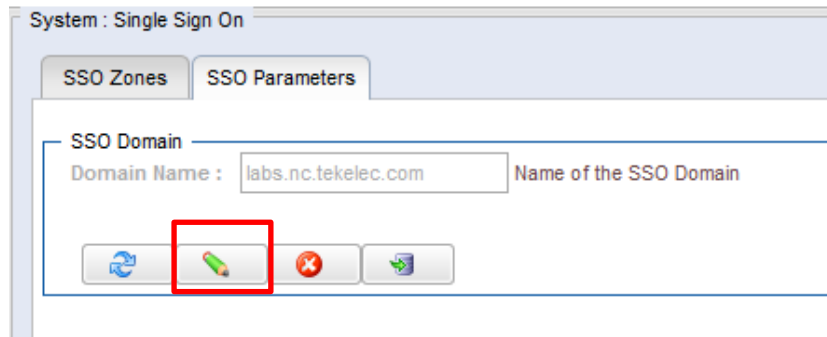 System : Single Sign On
SSO Zones SSO Parameters
SSO Domain
Domain Name : labs.nc.tekelec.com Name of the SSO Domain